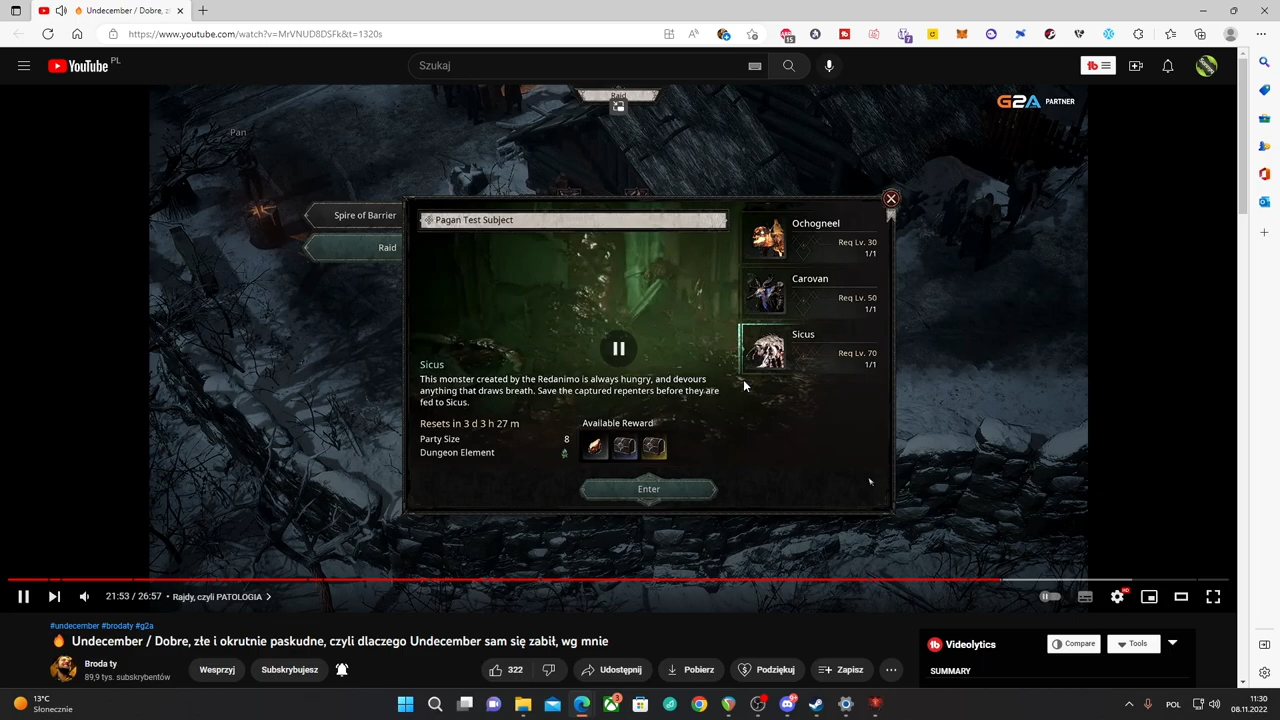 Undecember / Dobre, z
https://www.youtube.com/watch?v=MrVNUD8DSFk&t=1320s
15
7
YouTube PL
Szukaj
Raid
G2A PARTNER
Pan
Spire of Barrier
Raid
Pagan Test Subject
Ochogneel
Req Lv. 30
1/1
Carovan
Req Lv. 50
1/1
Sicus
Req Lv. 70
1/1
Sicus
This monster created by the Redanimo is always hungry, and devours
anything that draws breath. Save the captured repenters before they are
fed to Sicus.
Resets in 3 d 3 h 27 m
Party Size 8
Dungeon Element
Available Reward
Enter
21:53 / 26:57 • Rajdy, czyli PATOLOGIA
HD
#undecember #brodaty #g2a
Undecember / Dobre, złe i okrutnie paskudne, czyli dlaczego Undecember sam się zabił, wg mnie
Broda ty
89,9 tys. subskrybentów
Wesprzyj
Subskrybujesz
322
Udostępnij
Pobierz
Podziękuj
Zapisz
Videolytics
Compare
Tools
SUMMARY
13°C
Słonecznie
3
9+
POL
11:30
08.11.2022